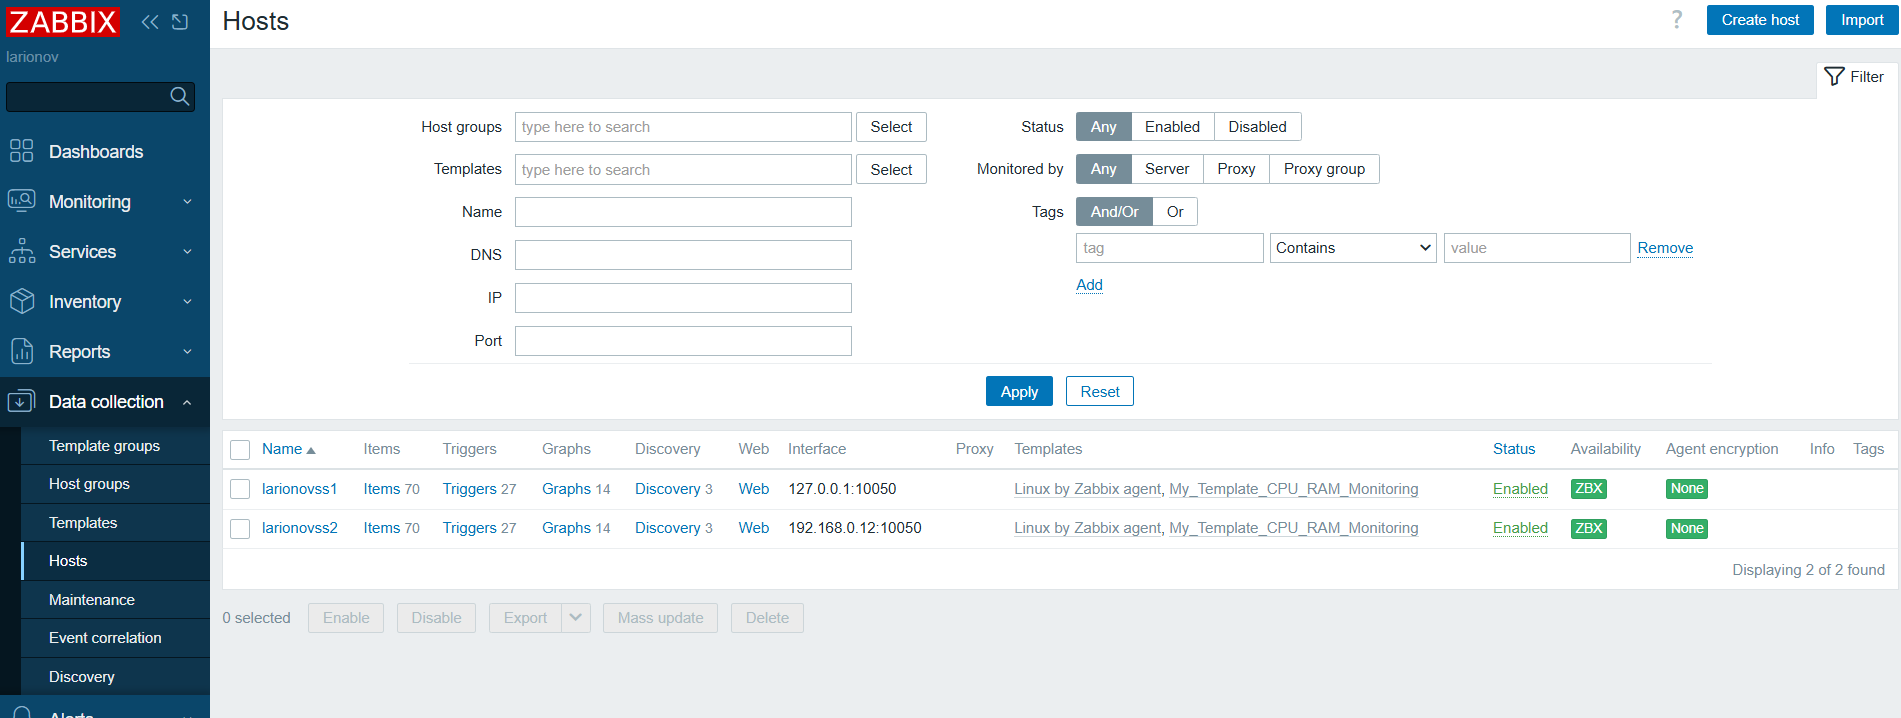 ZABBIX
larionov
Dashboards
Monitoring
Services
Inventory
Reports
Data collection
Template groups
Host groups
Templates
Hosts
Maintenance
Event correlation
Discovery
Alerts
Hosts
? Create host Import
Filter
Host groups type here to search Select
Templates type here to search Select
Name
DNS
IP
Port
Status Any Enabled Disabled
Monitored by Any Server Proxy Proxy group
Tags And/Or Or
tag Contains value Remove
Add
Apply Reset
Name Items Triggers Graphs Discovery Web Interface Proxy Templates Status Availability Agent encryption Info Tags
larionovss1 Items 70 Triggers 27 Graphs 14 Discovery 3 Web 127.0.0.1:10050 Linux by Zabbix agent, My_Template_CPU_RAM_Monitoring Enabled ZBX None
larionovss2 Items 70 Triggers 27 Graphs 14 Discovery 3 Web 192.168.0.12:10050 Linux by Zabbix agent, My_Template_CPU_RAM_Monitoring Enabled ZBX None
Displaying 2 of 2 found
0 selected Enable Disable Export Mass update Delete